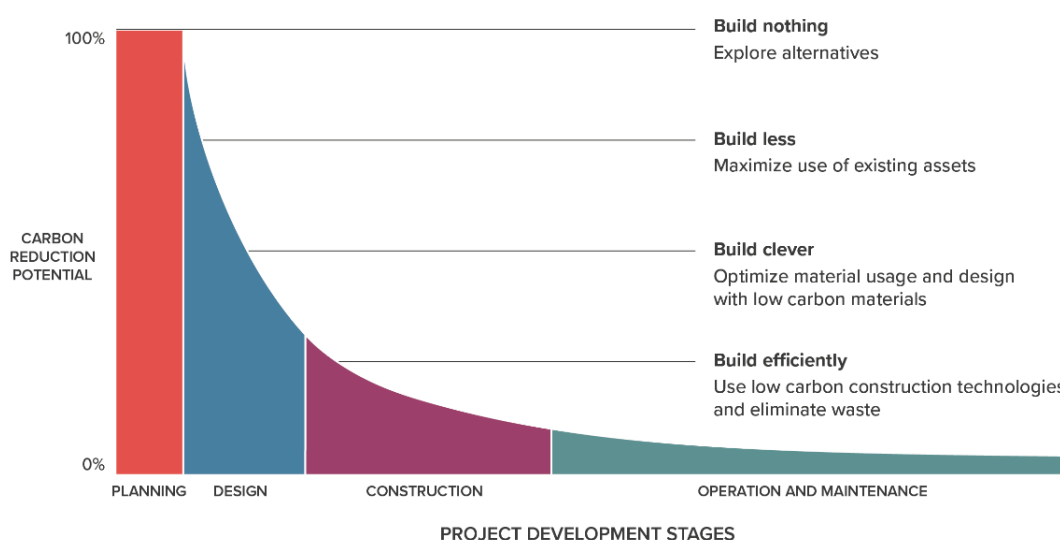 100%
Build nothing
Explore alternatives
Build less
Maximize use of existing assets
CARBON
REDUCTION
POTENTIAL
Build clever
Optimize material usage and design
with low carbon materials
Build efficiently
Use low carbon construction technologies
and eliminate waste
0%
PLANNING DESIGN CONSTRUCTION OPERATION AND MAINTENANCE
PROJECT DEVELOPMENT STAGES